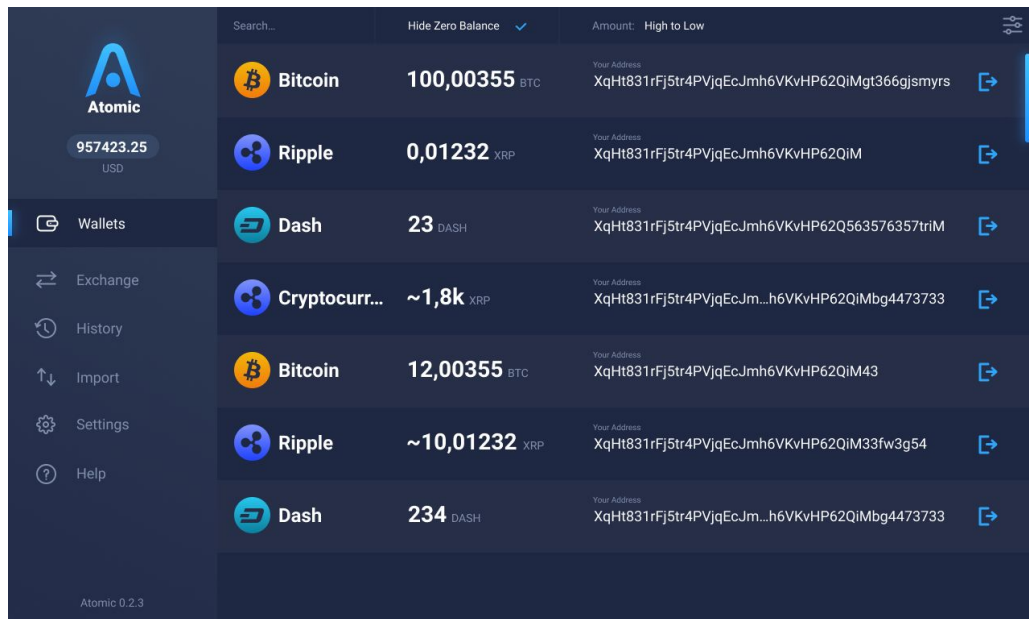 Search...
Hide Zero Balance
Amount: High to Low
Atomic
957423.25
USD
Wallets
Exchange
History
Import
Settings
Help
Atomic 0.2.3
Bitcoin
100,00355 BTC
Your Address
XqHt831rFj5tr4PVjqEcJmh6VKvHP62QiMgt366gjsmyrs
Ripple
0,01232 XRP
Your Address
XqHt831rFj5tr4PVjqEcJmh6VKvHP62QiM
Dash
23 DASH
Your Address
XqHt831rFj5tr4PVjqEcJmh6VKvHP62Q563576357triM
Cryptocurr...
~1,8k XRP
Your Address
XqHt831rFj5tr4PVjqEcJm...h6VKvHP62QiMbg4473733
Bitcoin
12,00355 BTC
Your Address
XqHt831rFj5tr4PVjqEcJmh6VKvHP62QiM43
Ripple
~10,01232 XRP
Your Address
XqHt831rFj5tr4PVjqEcJmh6VKvHP62QiM33fw3g54
Dash
234 DASH
Your Address
XqHt831rFj5tr4PVjqEcJm...h6VKvHP62QiMbg4473733